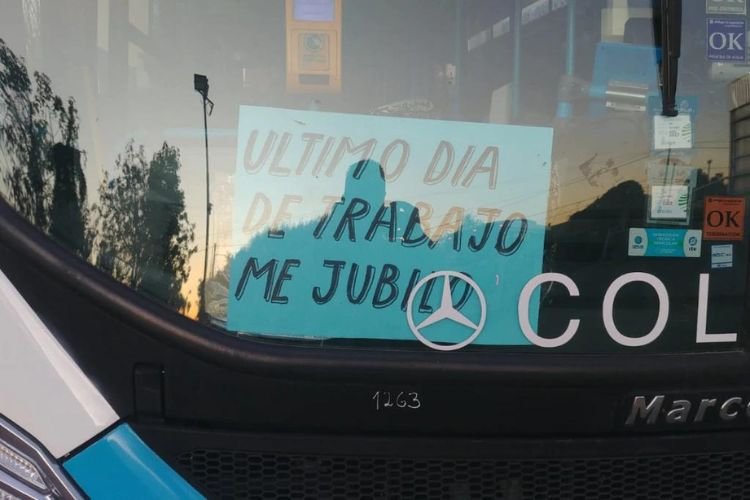 ULTIMO DIA
DE TRABAJO
ME JUBILO
COL
OK
OK
1263
Marco